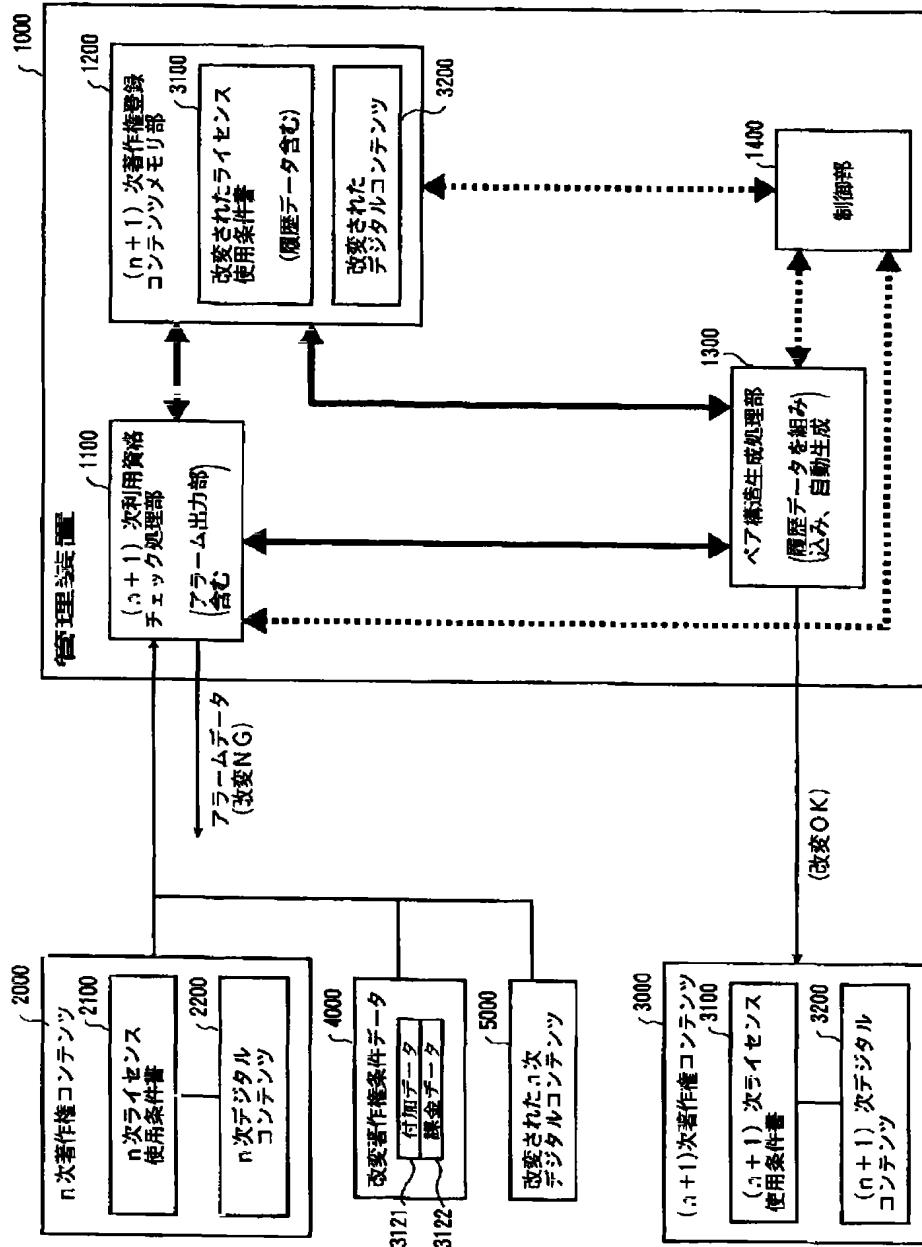 管理装置
1000
1100
(n+1)次利用資格
チェック処理部
(アラーム出力部
含む)
1200
(n+1)次著作権登録
コンテンツメモリ部
3100
改変されたライセンス
使用条件書
(履歴データ含む)
改変された
デジタルコンテンツ
3200
1300
ペア構造生成処理部
(履歴データを組み
込み、自動生成)
1400
制御部
アラームデータ
(改変NG)
(改変OK)
2000
n次著作権コンテンツ
2100
n次ライセンス
使用条件書
2200
n次デジタル
コンテンツ
4000
改変著作権条件データ
3121
付加データ
3122
課金データ
5000
改変されたn次
デジタルコンテンツ
3000
(n+1)次著作権コンテンツ
3100
(n+1)次ライセンス
使用条件書
3200
(n+1)次デジタル
コンテンツ